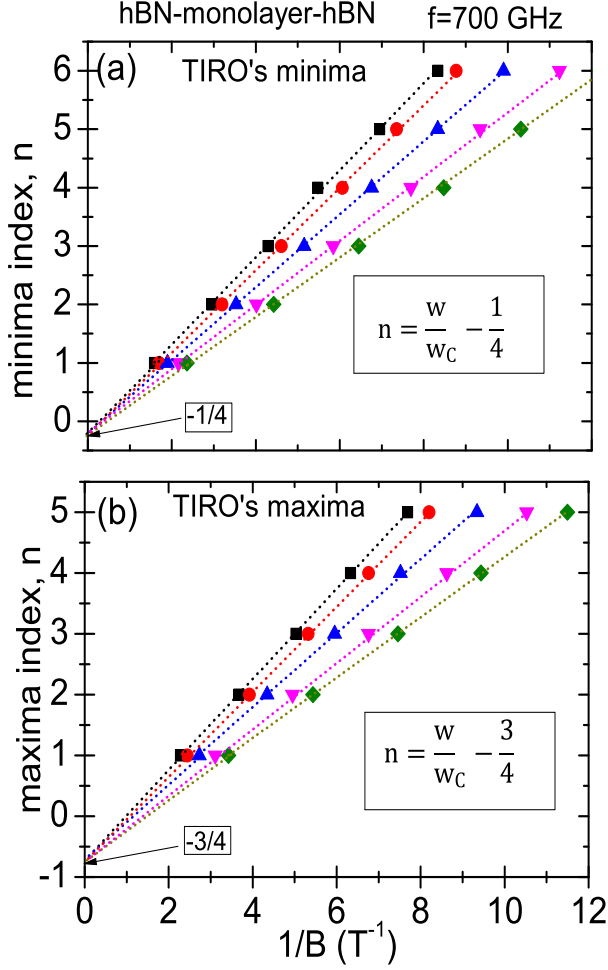 hBN-monolayer-hBN f=700 GHz
(a) TIRO's minima
6
5
4
3
2
1
0
minima index, n
n = w/w_C − 1/4
-1/4
(b) TIRO's maxima
5
4
3
2
1
0
-1
maxima index, n
n = w/w_C − 3/4
-3/4
0 2 4 6 8 10 12
1/B (T⁻¹)